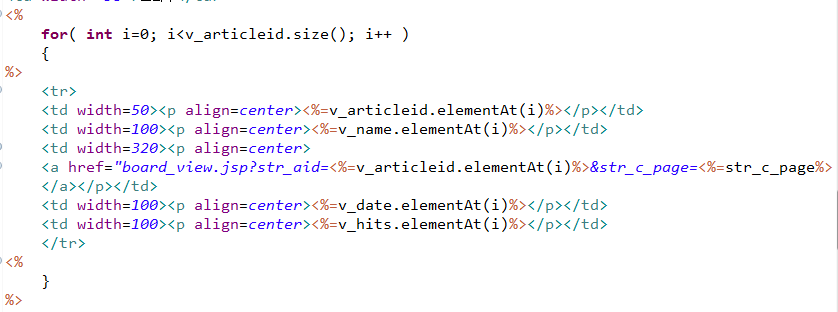 <%
for( int i=0; i<v_articleid.size(); i++ )
{
%>
<tr>
<td width=50><p align=center><%=v_articleid.elementAt(i)%></p></td>
<td width=100><p align=center><%=v_name.elementAt(i)%></p></td>
<td width=320><p align=center>
<a href="board_view.jsp?str_aid=<%=v_articleid.elementAt(i)%>&str_c_page=<%=str_c_page%>
</a></p></td>
<td width=100><p align=center><%=v_date.elementAt(i)%></p></td>
<td width=100><p align=center><%=v_hits.elementAt(i)%></p></td>
</tr>
<%
}
%>